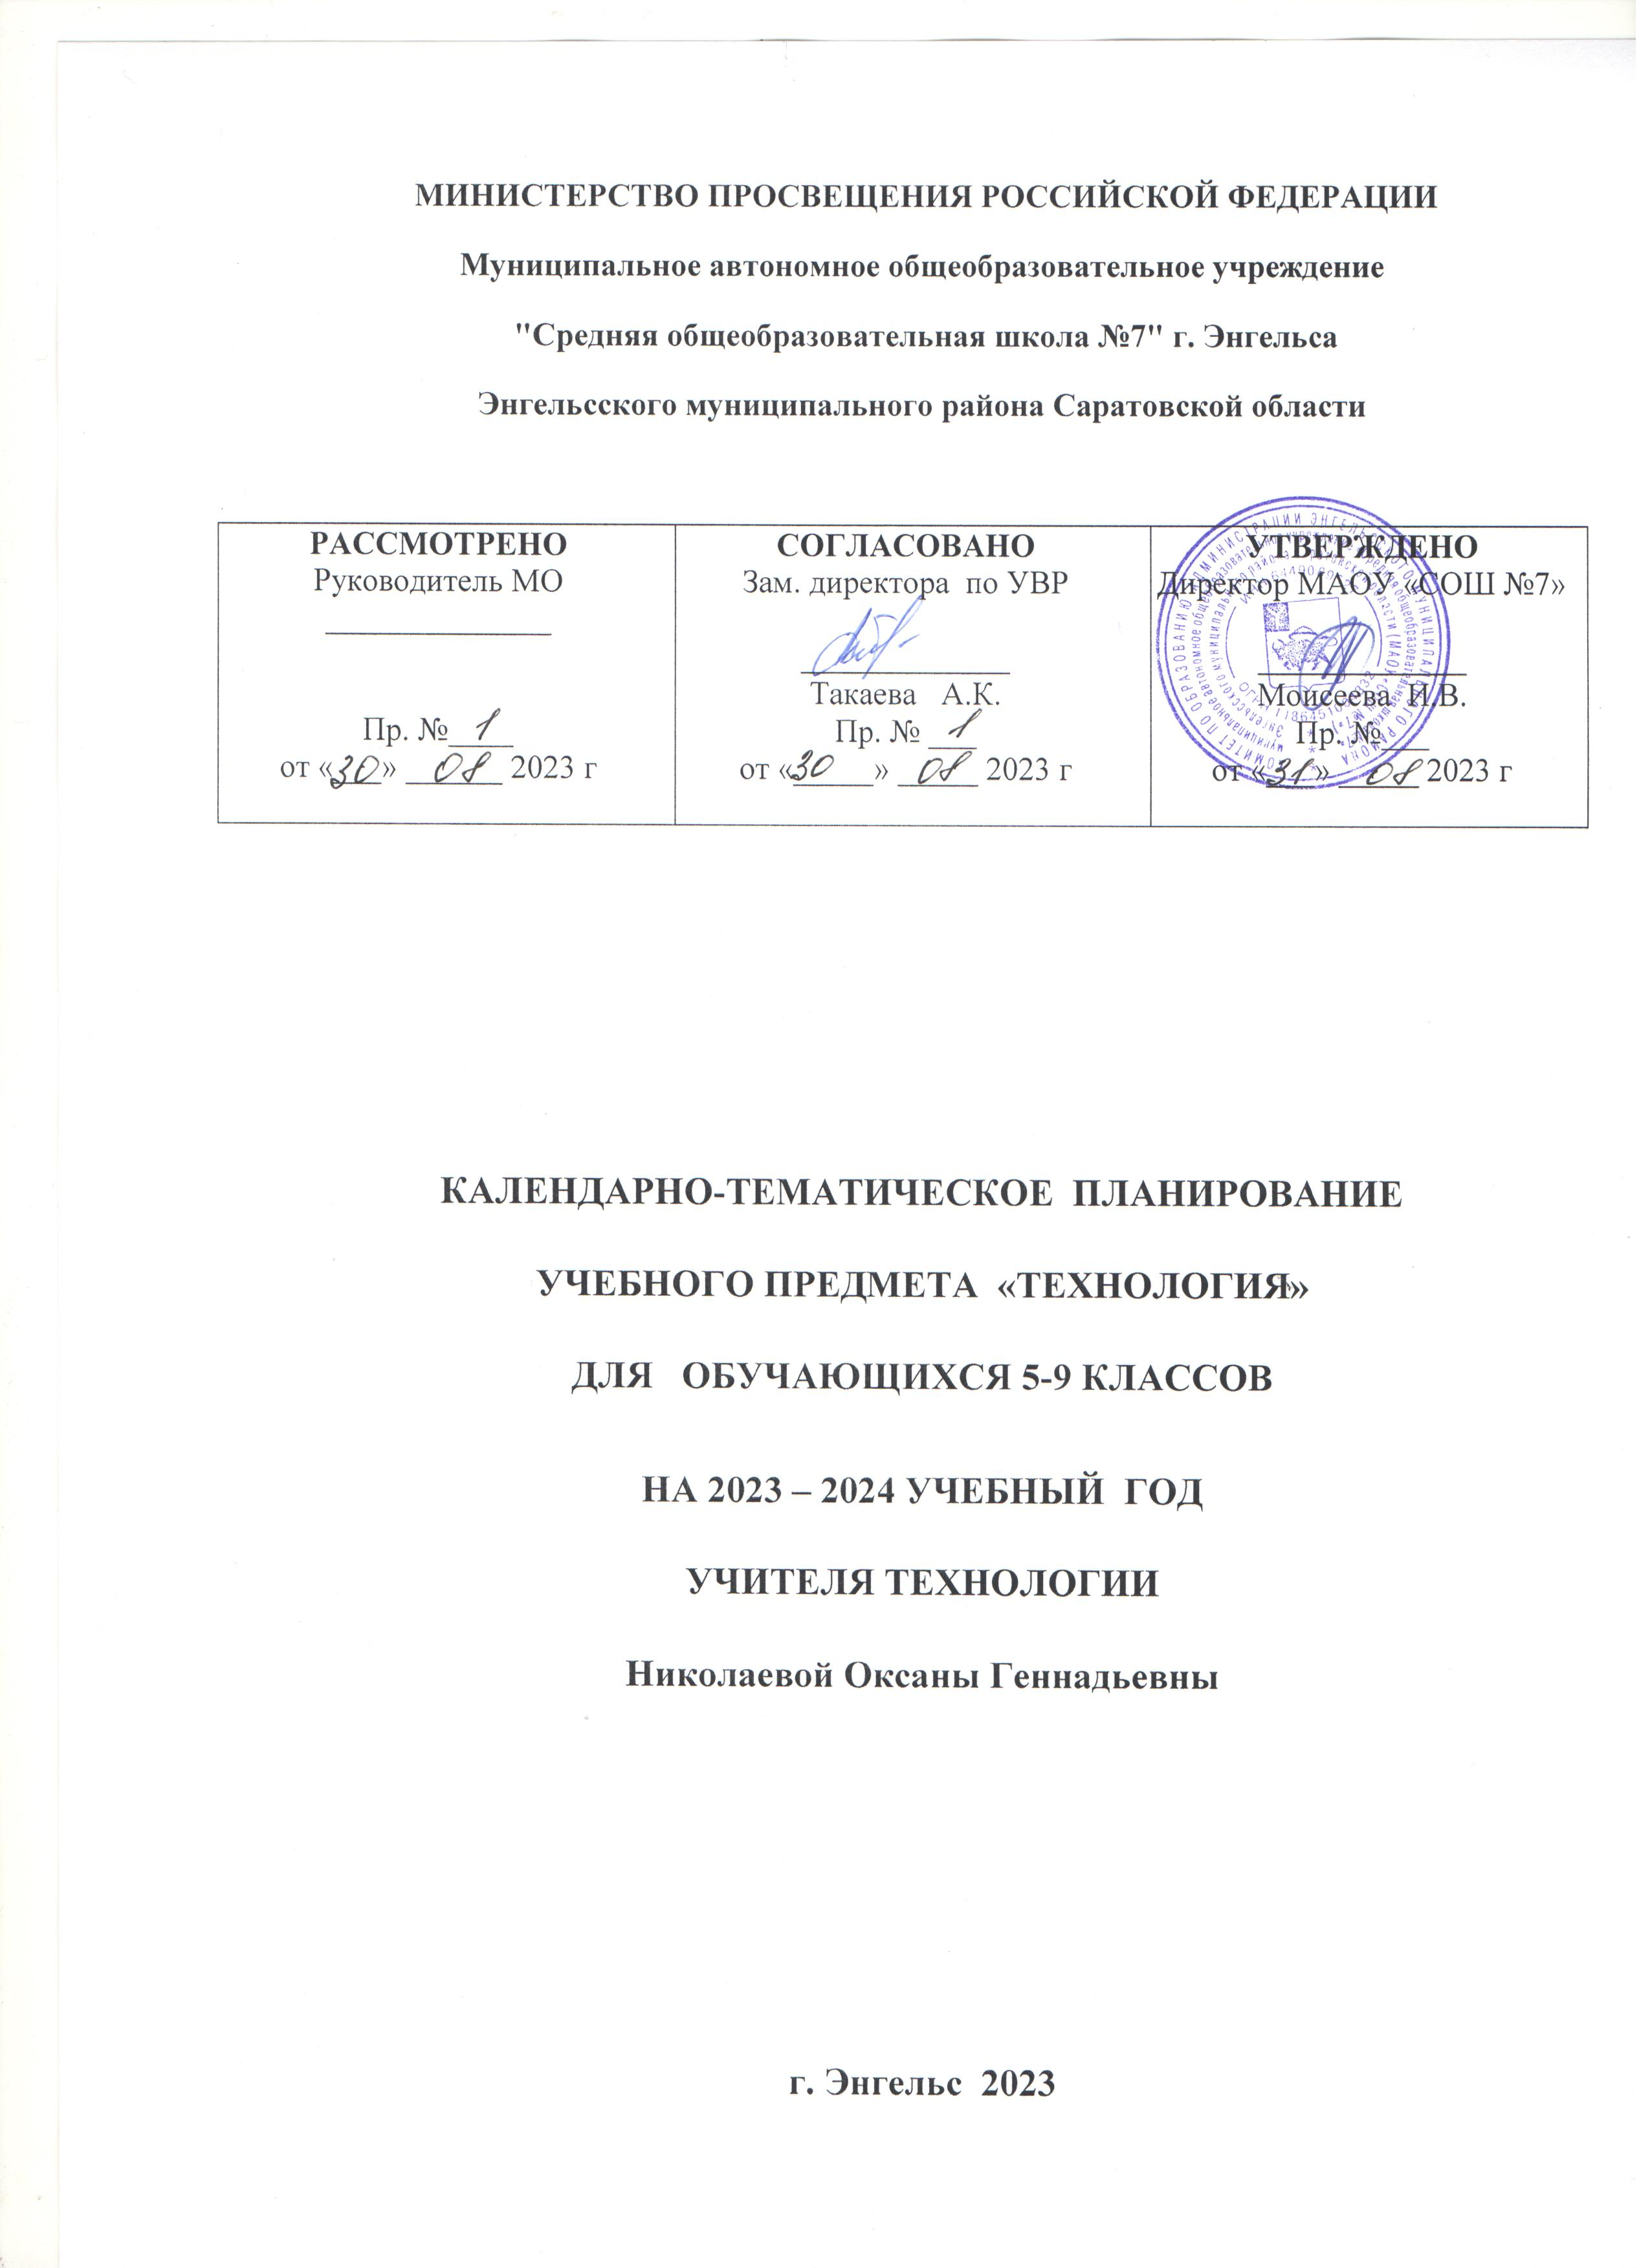 МИНИСТЕРСТВО ПРОСВЕЩЕНИЯ РОССИЙСКОЙ ФЕДЕРАЦИИ
Муниципальное автономное общеобразовательное учреждение
"Средняя общеобразовательная школа №7" г. Энгельса
Энгельсского муниципального района Саратовской области
РАССМОТРЕНО
Руководитель МО
Пр. № 1
от «30» 08 2023 г
СОГЛАСОВАНО
Зам. директора по УВР
Такаева А.К.
Пр. № 1
от «30» 08 2023 г
УТВЕРЖДЕНО
Директор МАОУ «СОШ №7»
Моисеева И.В.
Пр. №___
от «31» 08 2023 г
КАЛЕНДАРНО-ТЕМАТИЧЕСКОЕ ПЛАНИРОВАНИЕ
УЧЕБНОГО ПРЕДМЕТА «ТЕХНОЛОГИЯ»
ДЛЯ ОБУЧАЮЩИХСЯ 5-9 КЛАССОВ
НА 2023 – 2024 УЧЕБНЫЙ ГОД
УЧИТЕЛЯ ТЕХНОЛОГИИ
Николаевой Оксаны Геннадьевны
г. Энгельс 2023